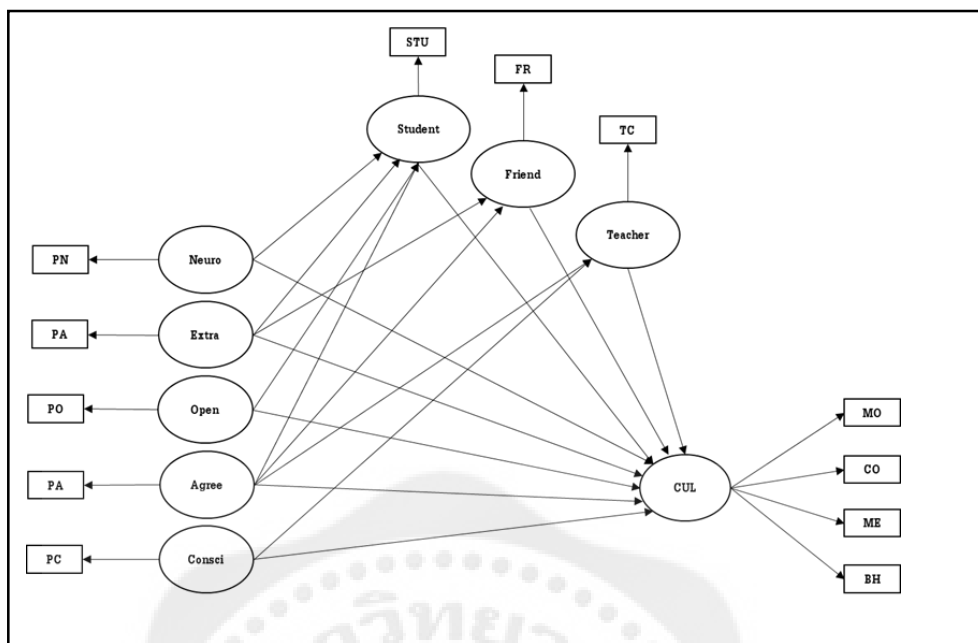 STU
FR
TC
Student
Friend
Teacher
PN
Neuro
PA
Extra
PO
Open
PA
Agree
PC
Consci
CUL
MO
CO
ME
BH